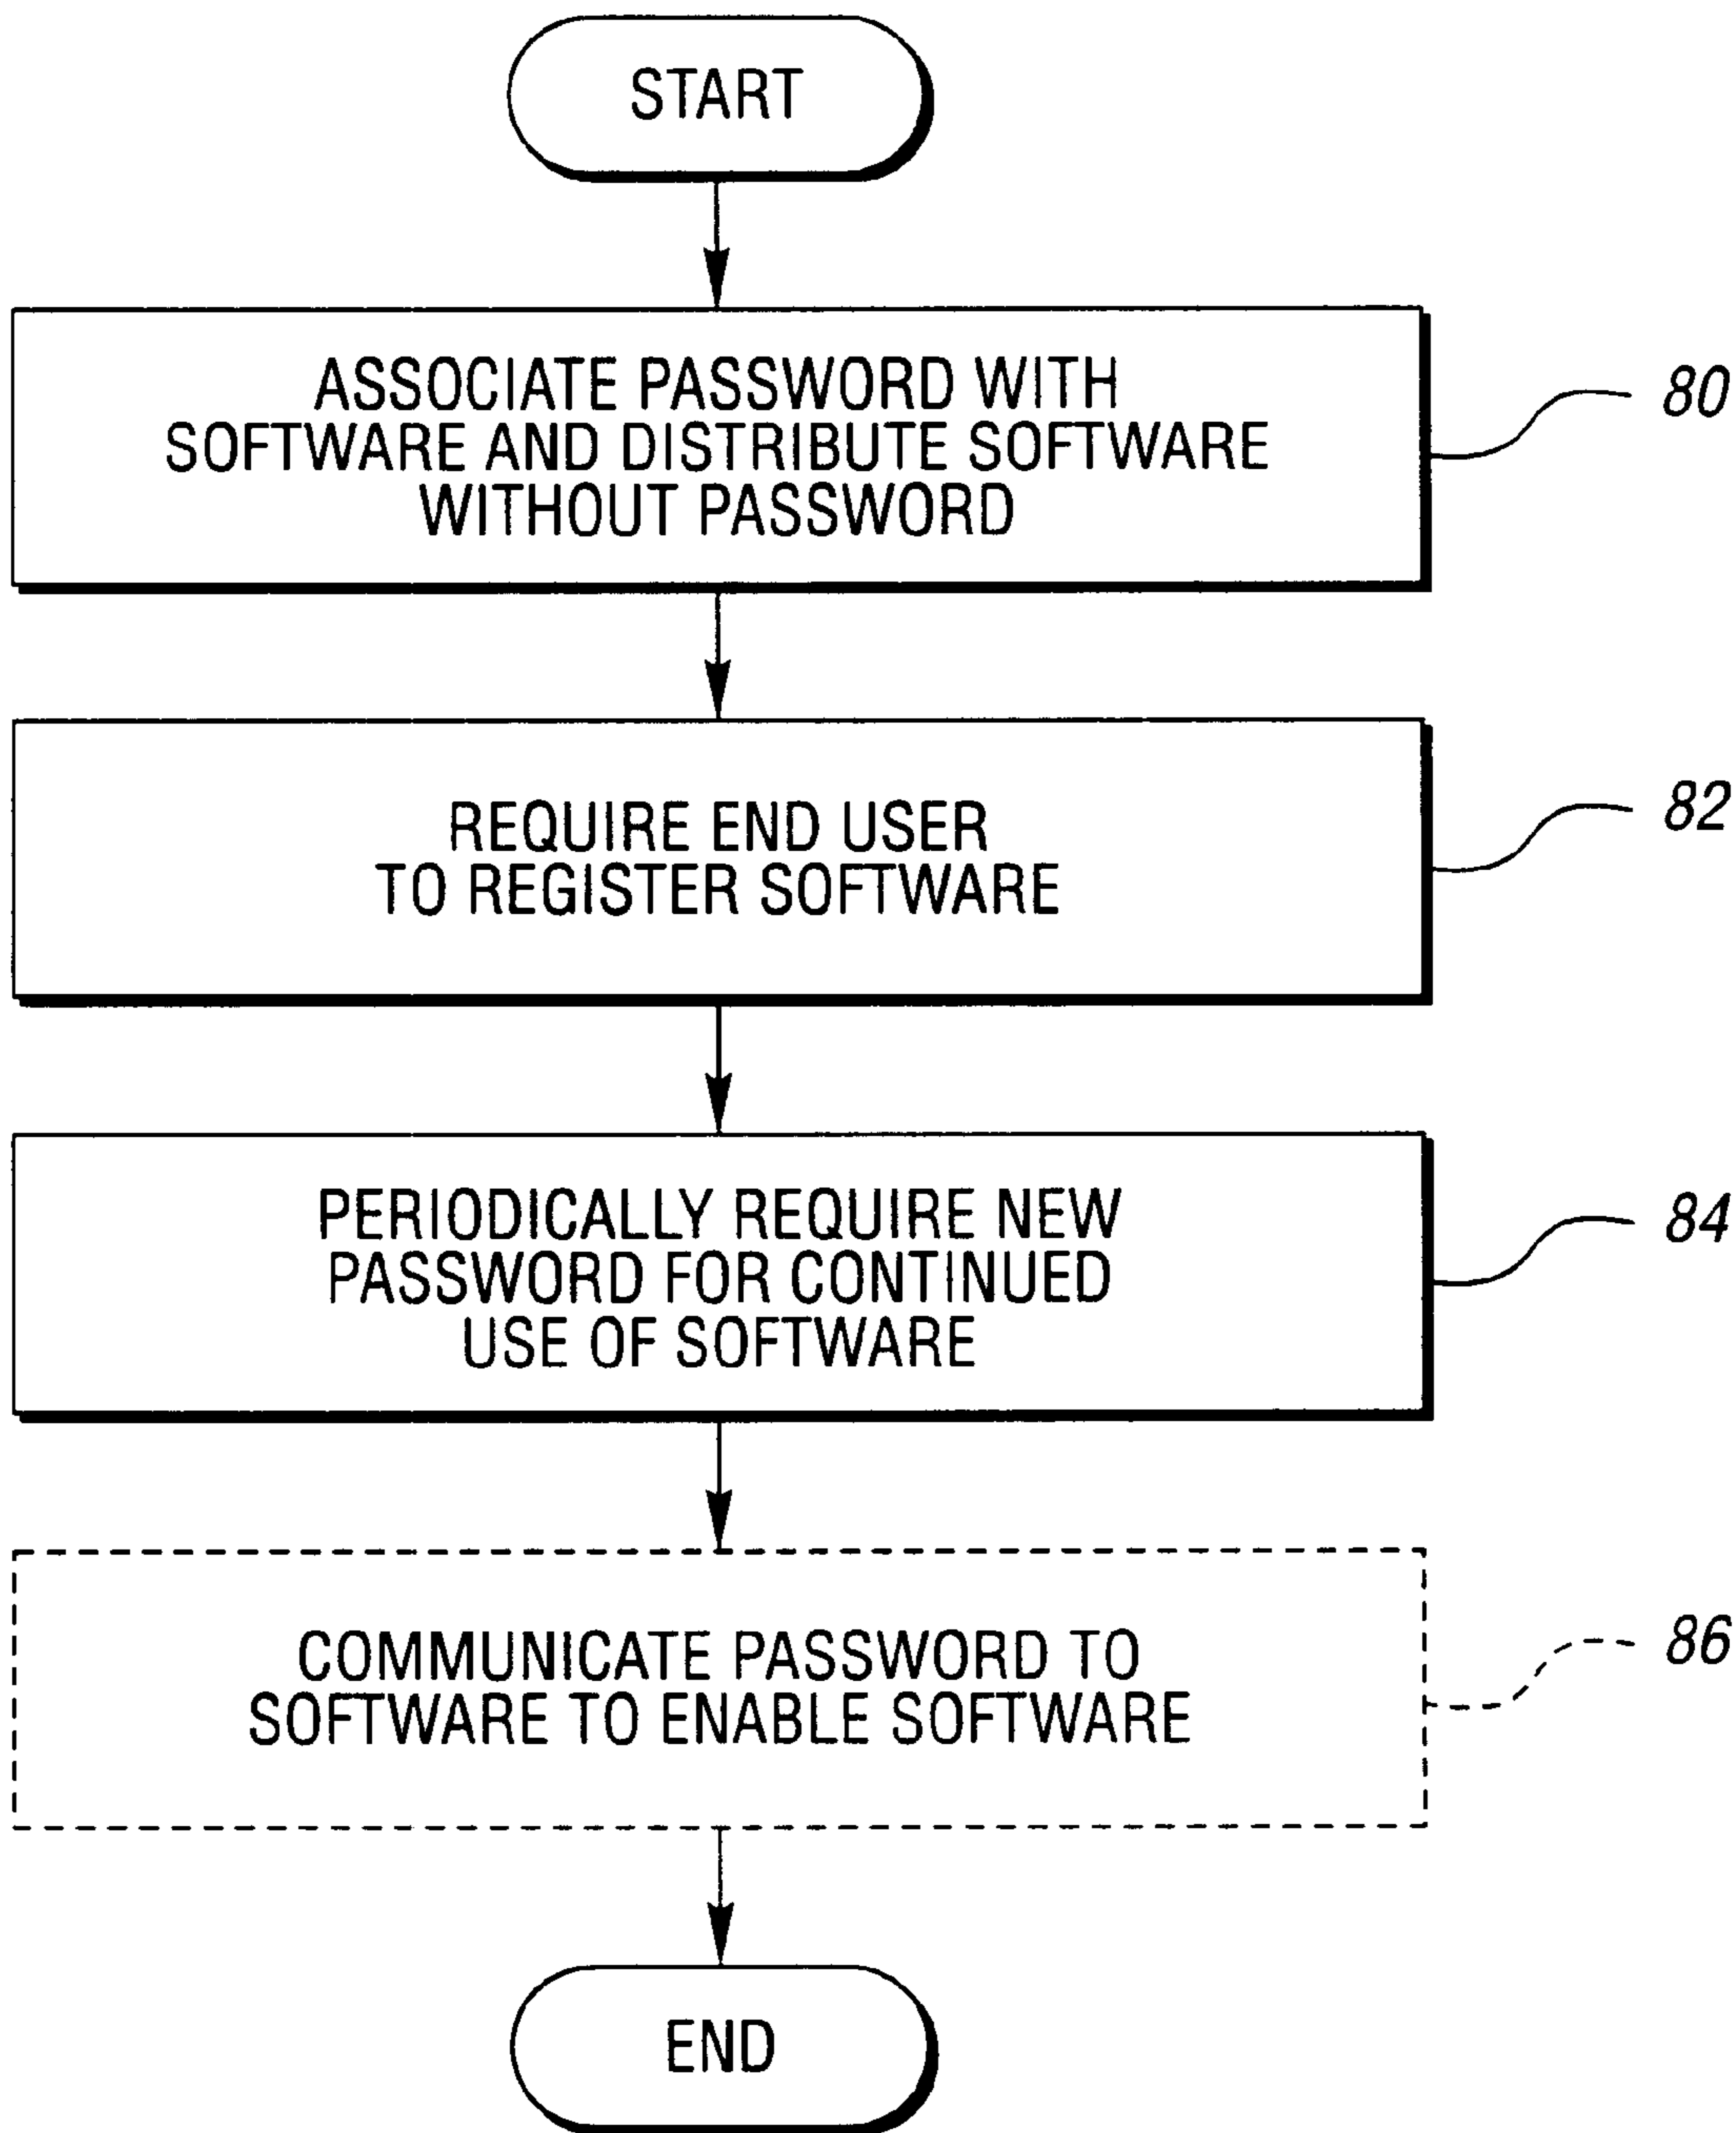 START
ASSOCIATE PASSWORD WITH
SOFTWARE AND DISTRIBUTE SOFTWARE
WITHOUT PASSWORD
80
REQUIRE END USER
TO REGISTER SOFTWARE
82
PERIODICALLY REQUIRE NEW
PASSWORD FOR CONTINUED
USE OF SOFTWARE
84
COMMUNICATE PASSWORD TO
SOFTWARE TO ENABLE SOFTWARE
86
END